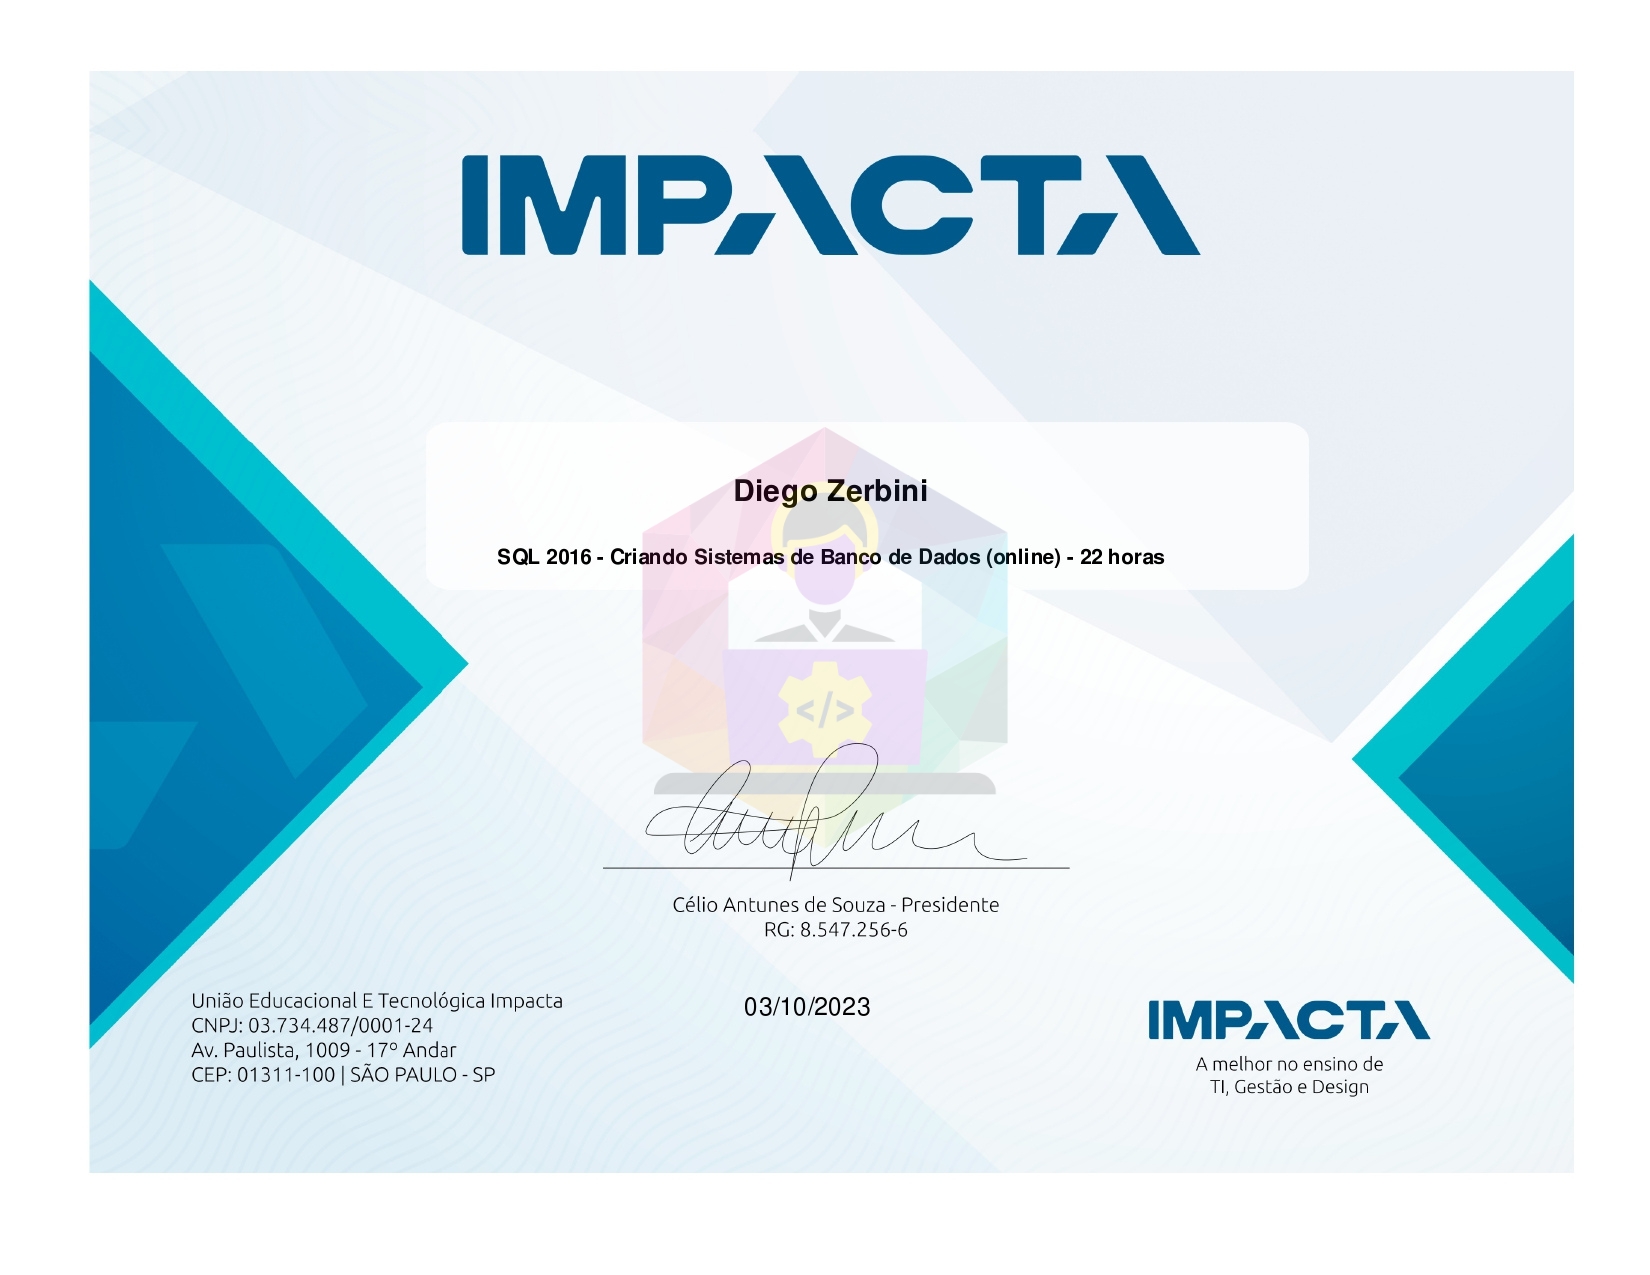 IMPACTA
Diego Zerbini
SQL 2016 - Criando Sistemas de Banco de Dados (online) - 22 horas
</>
Célio Antunes de Souza - Presidente
RG: 8.547.256-6
União Educacional E Tecnológica Impacta
CNPJ: 03.734.487/0001-24
Av. Paulista, 1009 - 17º Andar
CEP: 01311-100 | SÃO PAULO - SP
03/10/2023
IMPACTA
A melhor no ensino de
TI, Gestão e Design